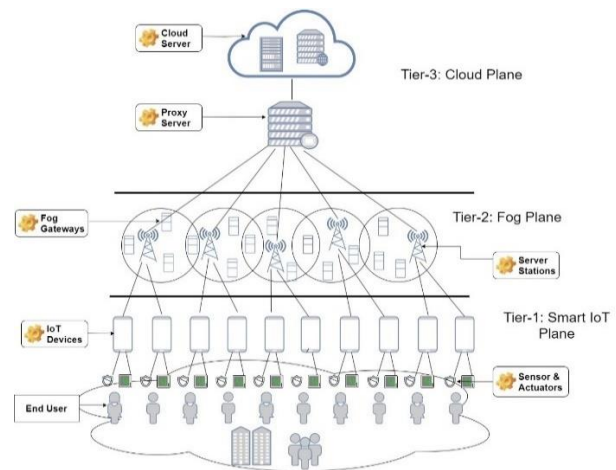 Cloud
Server
Tier-3: Cloud Plane
Proxy
Server
Fog
Gateways
Tier-2: Fog Plane
Server
Stations
Tier-1: Smart IoT
Plane
IoT
Devices
Sensor &
Actuators
End User